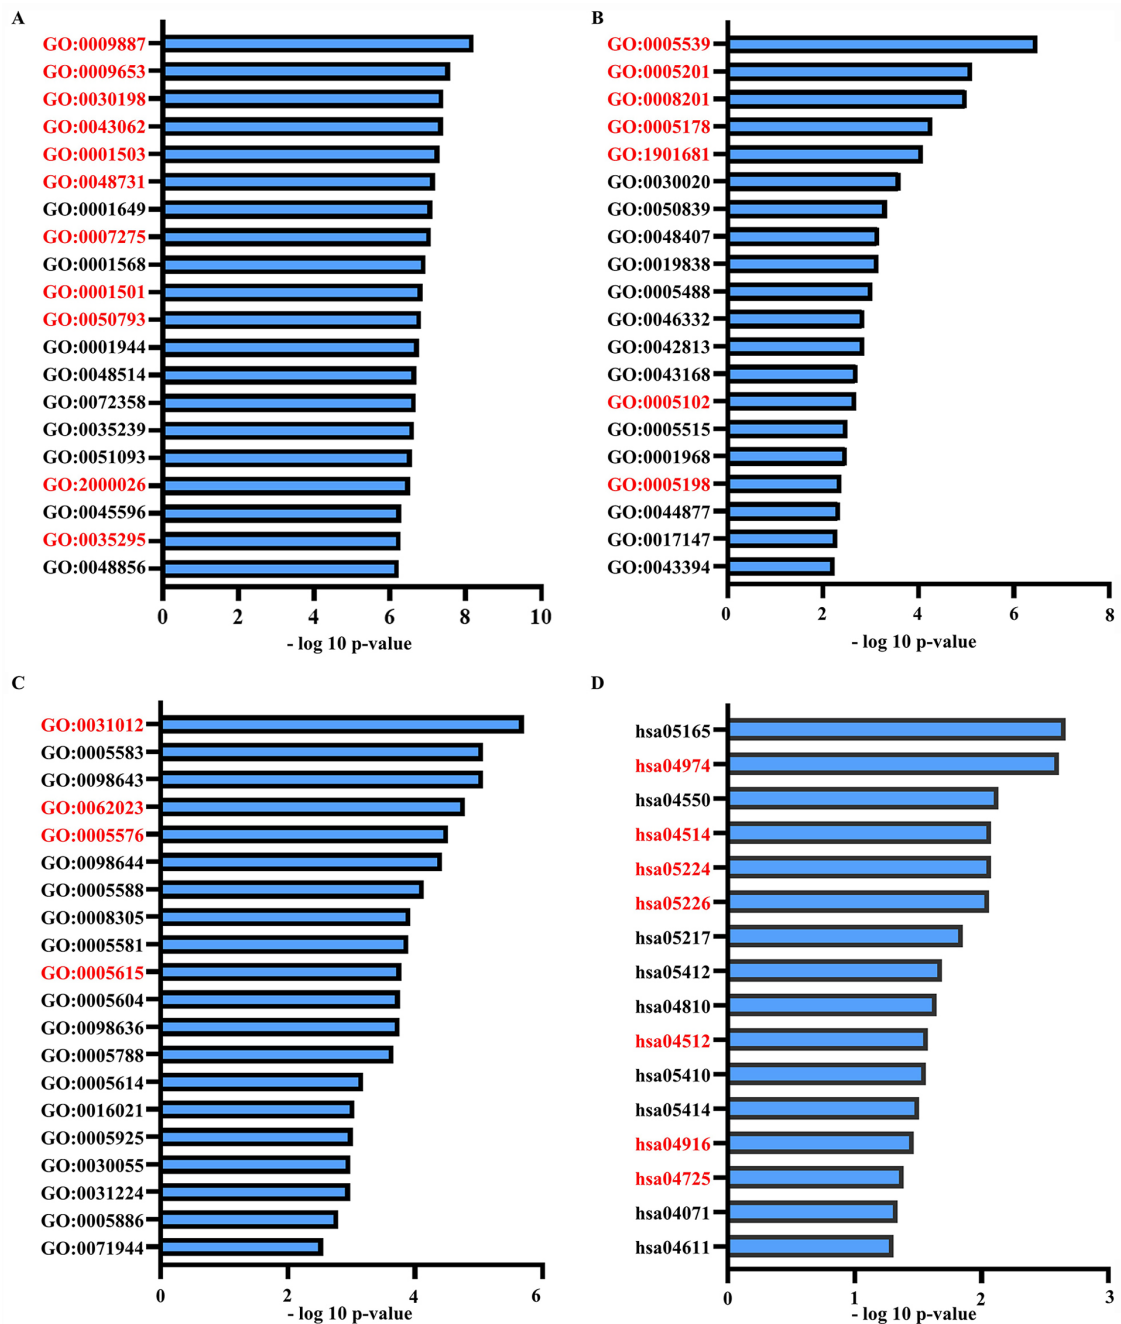 A
GO:0009887
GO:0009653
GO:0030198
GO:0043062
GO:0001503
GO:0048731
GO:0001649
GO:0007275
GO:0001568
GO:0001501
GO:0050793
GO:0001944
GO:0048514
GO:0072358
GO:0035239
GO:0051093
GO:2000026
GO:0045596
GO:0035295
GO:0048856
0 2 4 6 8 10
- log 10 p-value
B
GO:0005539
GO:0005201
GO:0008201
GO:0005178
GO:1901681
GO:0030020
GO:0050839
GO:0048407
GO:0019838
GO:0005488
GO:0046332
GO:0042813
GO:0043168
GO:0005102
GO:0005515
GO:0001968
GO:0005198
GO:0044877
GO:0017147
GO:0043394
0 2 4 6 8
- log 10 p-value
C
GO:0031012
GO:0005583
GO:0098643
GO:0062023
GO:0005576
GO:0098644
GO:0005588
GO:0008305
GO:0005581
GO:0005615
GO:0005604
GO:0098636
GO:0005788
GO:0005614
GO:0016021
GO:0005925
GO:0030055
GO:0031224
GO:0005886
GO:0071944
0 2 4 6
- log 10 p-value
D
hsa05165
hsa04974
hsa04550
hsa04514
hsa05224
hsa05226
hsa05217
hsa05412
hsa04810
hsa04512
hsa05410
hsa05414
hsa04916
hsa04725
hsa04071
hsa04611
0 1 2 3
- log 10 p-value